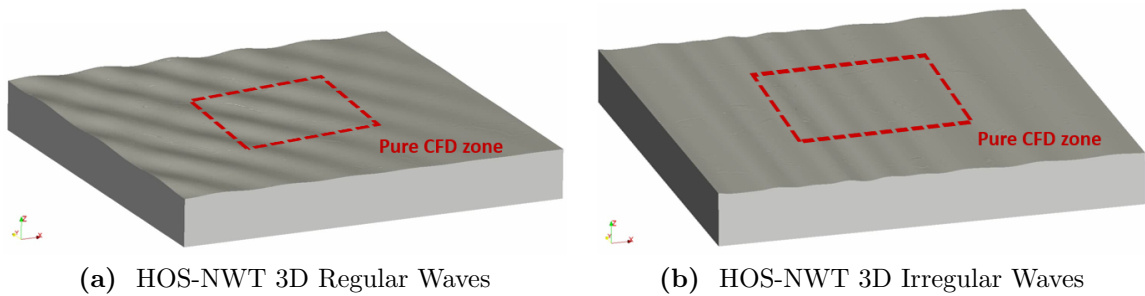 Pure CFD zone
Pure CFD zone
Z
Y
X
Z
Y
X
(a) HOS-NWT 3D Regular Waves
(b) HOS-NWT 3D Irregular Waves